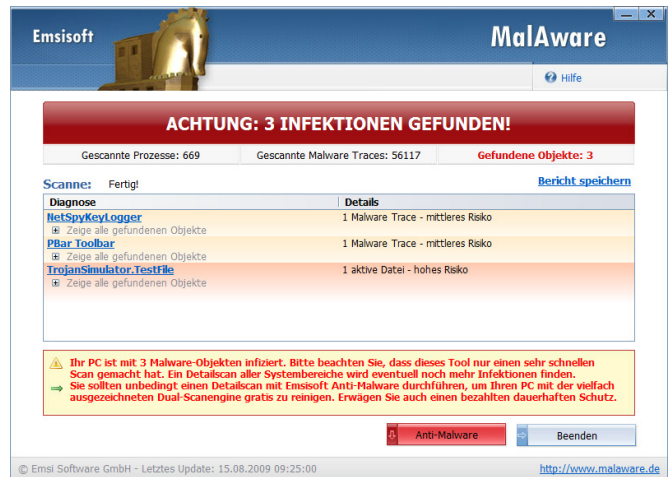 Emsisoft
MalAware
Hilfe
ACHTUNG: 3 INFEKTIONEN GEFUNDEN!
Gescannte Prozesse: 669 Gescannte Malware Traces: 56117 Gefundene Objekte: 3
Scanne: Fertig! Bericht speichern
Diagnose Details
NetSpyKeyLogger 1 Malware Trace - mittleres Risiko
Zeige alle gefundenen Objekte
PBar Toolbar 1 Malware Trace - mittleres Risiko
Zeige alle gefundenen Objekte
TrojanSimulator.TestFile 1 aktive Datei - hohes Risiko
Zeige alle gefundenen Objekte
Ihr PC ist mit 3 Malware-Objekten infiziert. Bitte beachten Sie, dass dieses Tool nur einen sehr schnellen
Scan gemacht hat. Ein Detailscan aller Systembereiche wird eventuell noch mehr Infektionen finden.
Sie sollten unbedingt einen Detailscan mit Emsisoft Anti-Malware durchführen, um Ihren PC mit der vielfach
ausgezeichneten Dual-Scanengine gratis zu reinigen. Erwägen Sie auch einen bezahlten dauerhaften Schutz.
Anti-Malware Beenden
© Emsi Software GmbH - Letztes Update: 15.08.2009 09:25:00 http://www.malaware.de